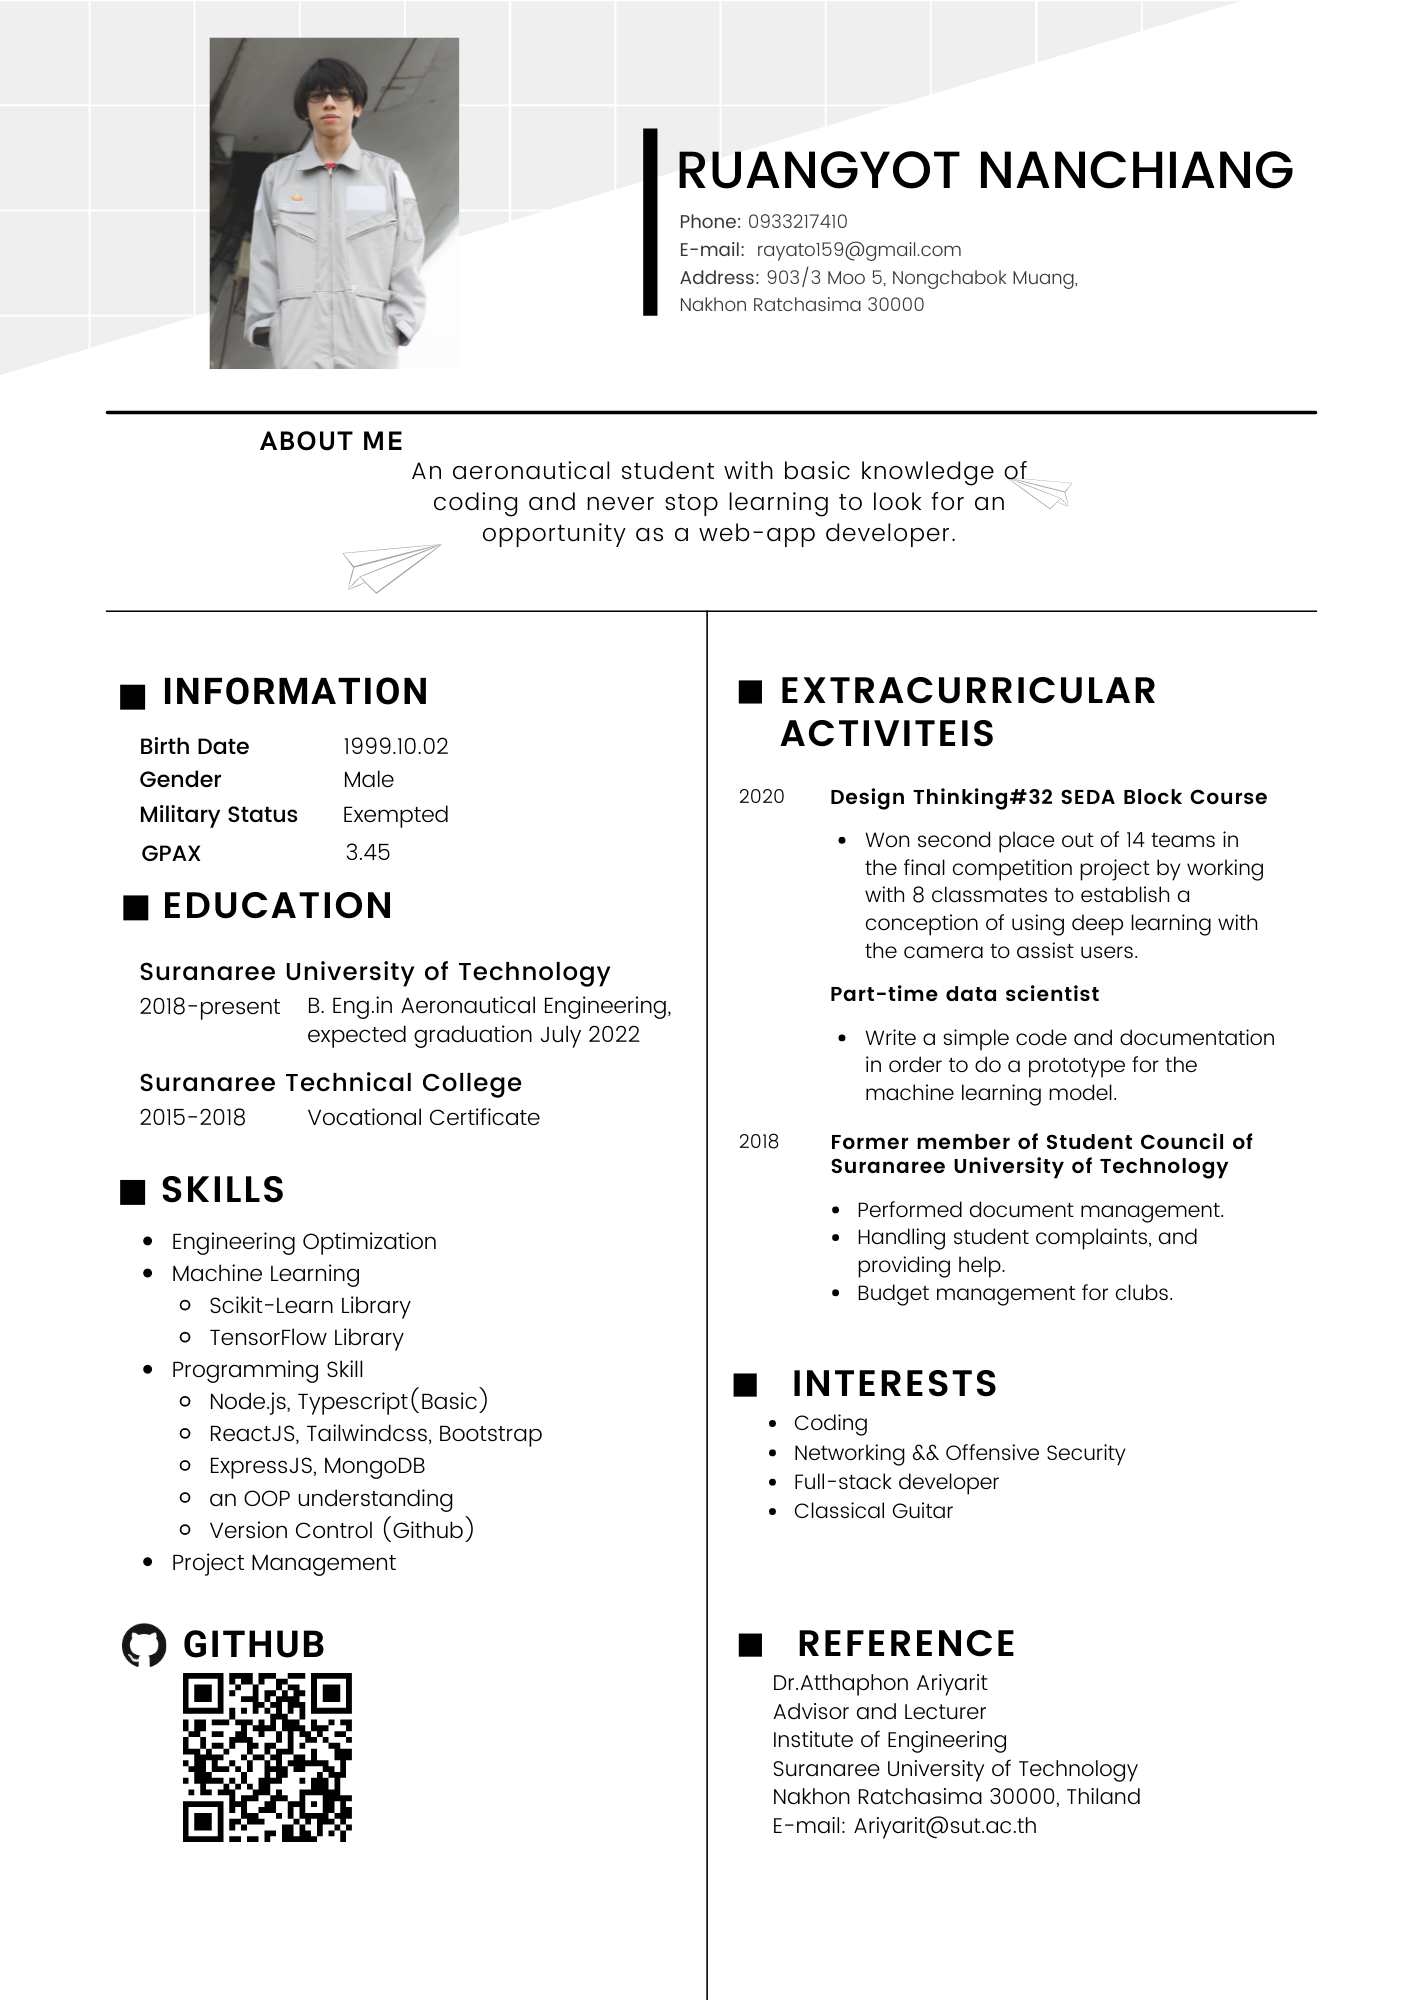 RUANGYOT NANCHIANG
Phone: 0933217410
E-mail: rayato159@gmail.com
Address: 903/3 Moo 5, Nongchabok Muang,
Nakhon Ratchasima 30000
ABOUT ME
An aeronautical student with basic knowledge of
coding and never stop learning to look for an
opportunity as a web-app developer.
INFORMATION
Birth Date 1999.10.02
Gender Male
Military Status Exempted
GPAX 3.45
EDUCATION
Suranaree University of Technology
2018-present B. Eng.in Aeronautical Engineering,
expected graduation July 2022
Suranaree Technical College
2015-2018 Vocational Certificate
SKILLS
Engineering Optimization
Machine Learning
Scikit-Learn Library
TensorFlow Library
Programming Skill
Node.js, Typescript(Basic)
ReactJS, Tailwindcss, Bootstrap
ExpressJS, MongoDB
an OOP understanding
Version Control (Github)
Project Management
GITHUB
EXTRACURRICULAR
ACTIVITEIS
2020 Design Thinking#32 SEDA Block Course
Won second place out of 14 teams in
the final competition project by working
with 8 classmates to establish a
conception of using deep learning with
the camera to assist users.
Part-time data scientist
Write a simple code and documentation
in order to do a prototype for the
machine learning model.
2018 Former member of Student Council of
Suranaree University of Technology
Performed document management.
Handling student complaints, and
providing help.
Budget management for clubs.
INTERESTS
Coding
Networking && Offensive Security
Full-stack developer
Classical Guitar
REFERENCE
Dr.Atthaphon Ariyarit
Advisor and Lecturer
Institute of Engineering
Suranaree University of Technology
Nakhon Ratchasima 30000, Thiland
E-mail: Ariyarit@sut.ac.th